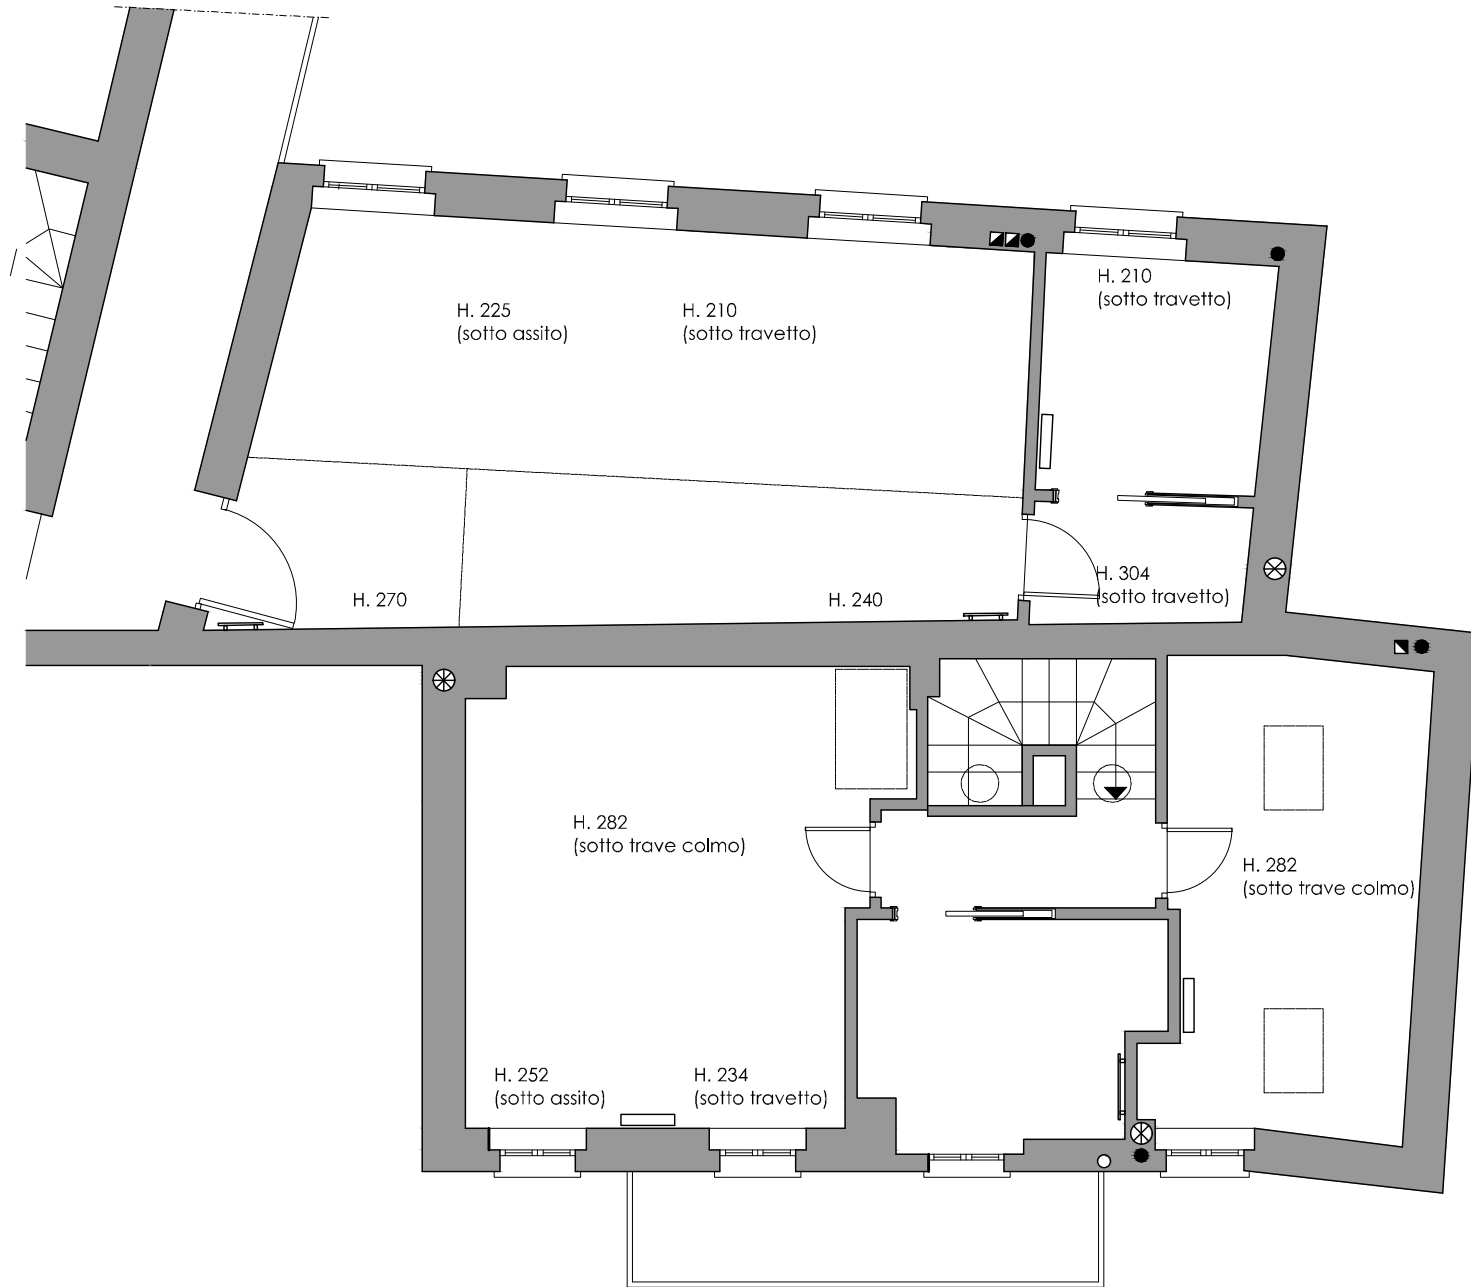 H. 210
(sotto travetto)
H. 225
(sotto assito)
H. 210
(sotto travetto)
H. 304
(sotto travetto)
H. 270
H. 240
H. 282
(sotto trave colmo)
H. 282
(sotto trave colmo)
H. 252
(sotto assito)
H. 234
(sotto travetto)